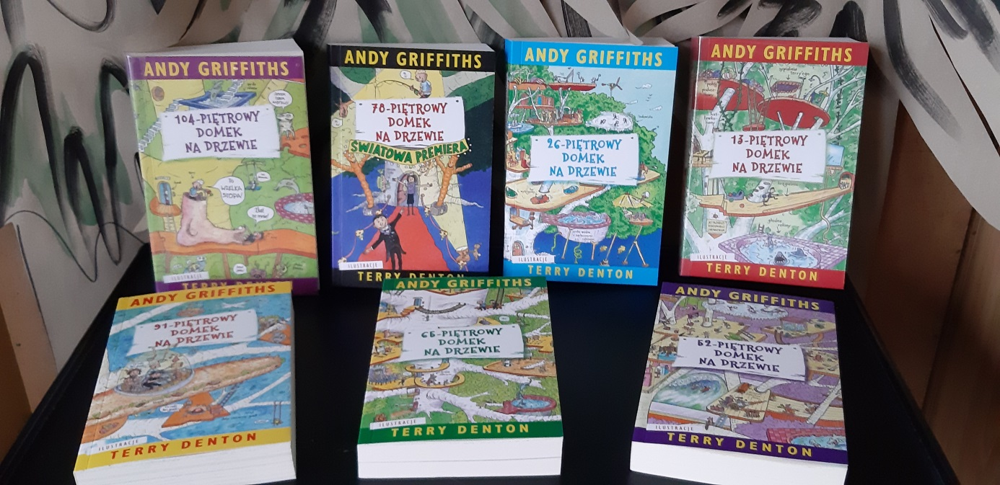 ANDY GRIFFITHS
104-PIĘTROWY
DOMEK
NA DRZEWIE
TO
WIELKA
STOPA!
ILUSTRACJE
TERRY DENTON
ANDY GRIFFITHS
78-PIĘTROWY
DOMEK
NA DRZEWIE
ŚWIATOWA PREMIERA
ILUSTRACJE
TERRY DENTON
ANDY GRIFFITHS
26-PIĘTROWY
DOMEK
NA DRZEWIE
ILUSTRACJE
TERRY DENTON
ANDY GRIFFITHS
13-PIĘTROWY
DOMEK
NA DRZEWIE
ILUSTRACJE
TERRY DENTON
ANDY GRIFFITHS
91-PIĘTROWY
DOMEK
NA DRZEWIE
ILUSTRACJE
TERRY DENTON
ANDY GRIFFITHS
65-PIĘTROWY
DOMEK
NA DRZEWIE
ILUSTRACJE
TERRY DENTON
ANDY GRIFFITHS
52-PIĘTROWY
DOMEK
NA DRZEWIE
ILUSTRACJE
TERRY DENTON